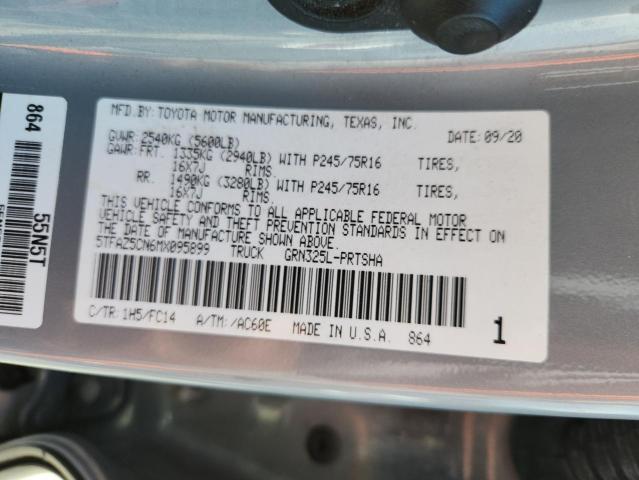 MFD.BY: TOYOTA MOTOR MANUFACTURING, TEXAS, INC.
GVWR: 2540KG (5600LB) DATE: 09/20
GAWR: FRT. 1335KG (2940LB) WITH P245/75R16 TIRES,
16X7J RIMS,
RR. 1490KG (3280LB) WITH P245/75R16 TIRES,
16X7J RIMS,
THIS VEHICLE CONFORMS TO ALL APPLICABLE FEDERAL MOTOR
VEHICLE SAFETY AND THEFT PREVENTION STANDARDS IN EFFECT ON
THE DATE OF MANUFACTURE SHOWN ABOVE.
5TFAZ5CN6MX095899 TRUCK GRN325L-PRTSHA
C/TR: 1H5/FC14 A/TM: /AC60E MADE IN U.S.A. 864 1
864
55N5T